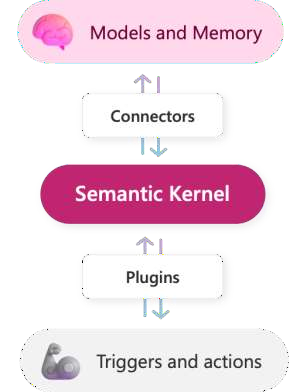 Models and Memory
Connectors
Semantic Kernel
Plugins
Triggers and actions